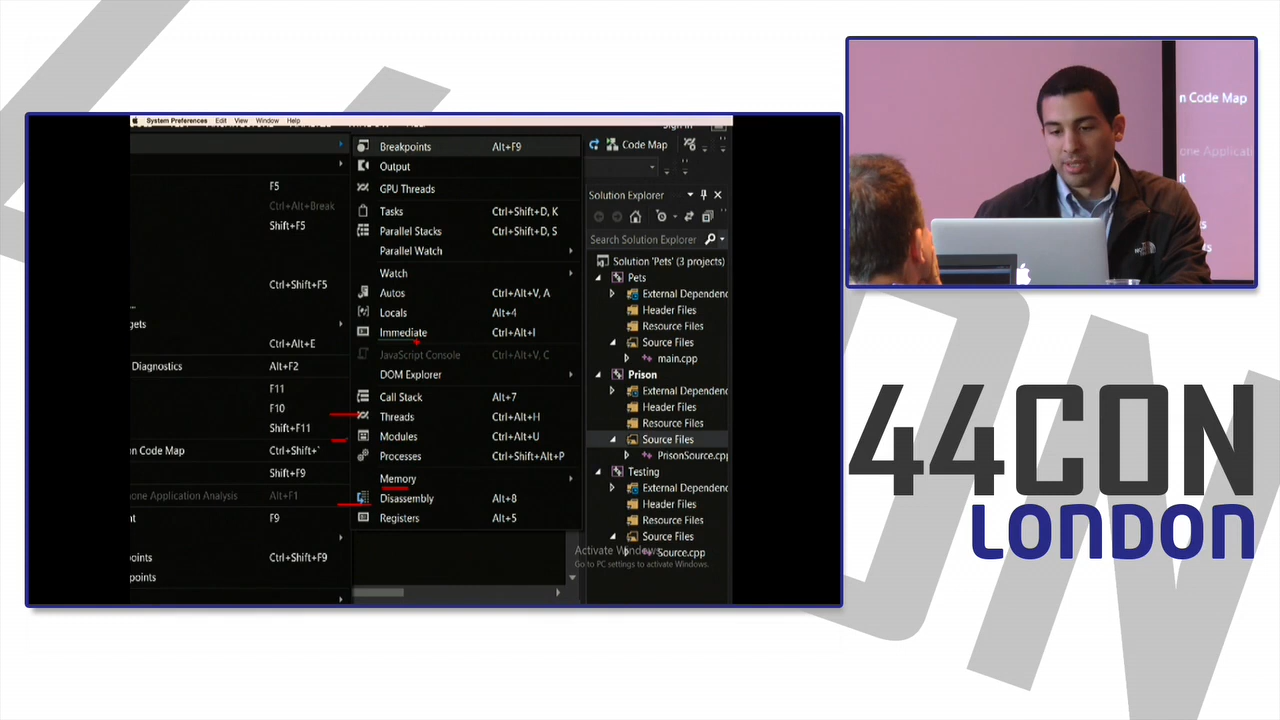 System Preferences Edit View Window Help
Breakpoints Alt+F9
Output
GPU Threads
Tasks Ctrl+Shift+D, K
Parallel Stacks Ctrl+Shift+D, S
Parallel Watch
Watch
Autos Ctrl+Alt+V, A
Locals Alt+4
Immediate Ctrl+Alt+I
JavaScript Console Ctrl+Alt+V, C
DOM Explorer
Call Stack Alt+7
Threads Ctrl+Alt+H
Modules Ctrl+Alt+U
Processes Ctrl+Shift+Alt+P
Memory
Disassembly Alt+8
Registers Alt+5
F5
Ctrl+Alt+Break
Shift+F5
Ctrl+Shift+F5
gets
Ctrl+Alt+E
Diagnostics Alt+F2
F11
F10
Shift+F11
n Code Map Ctrl+Shift+`
Shift+F9
hone Application Analysis Alt+F1
nt F9
points Ctrl+Shift+F9
points
Code Map
Solution Explorer
Search Solution Explorer
Solution 'Pets' (3 projects)
Pets
External Dependenc
Header Files
Resource Files
Source Files
main.cpp
Prison
External Dependenc
Header Files
Resource Files
Source Files
PrisonSource.cp
Testing
External Dependenc
Header Files
Resource Files
Source Files
Source.cpp
Activate Windows
Go to PC settings to activate Windows.
n Code Map
one Applicati
44CON
LONDON